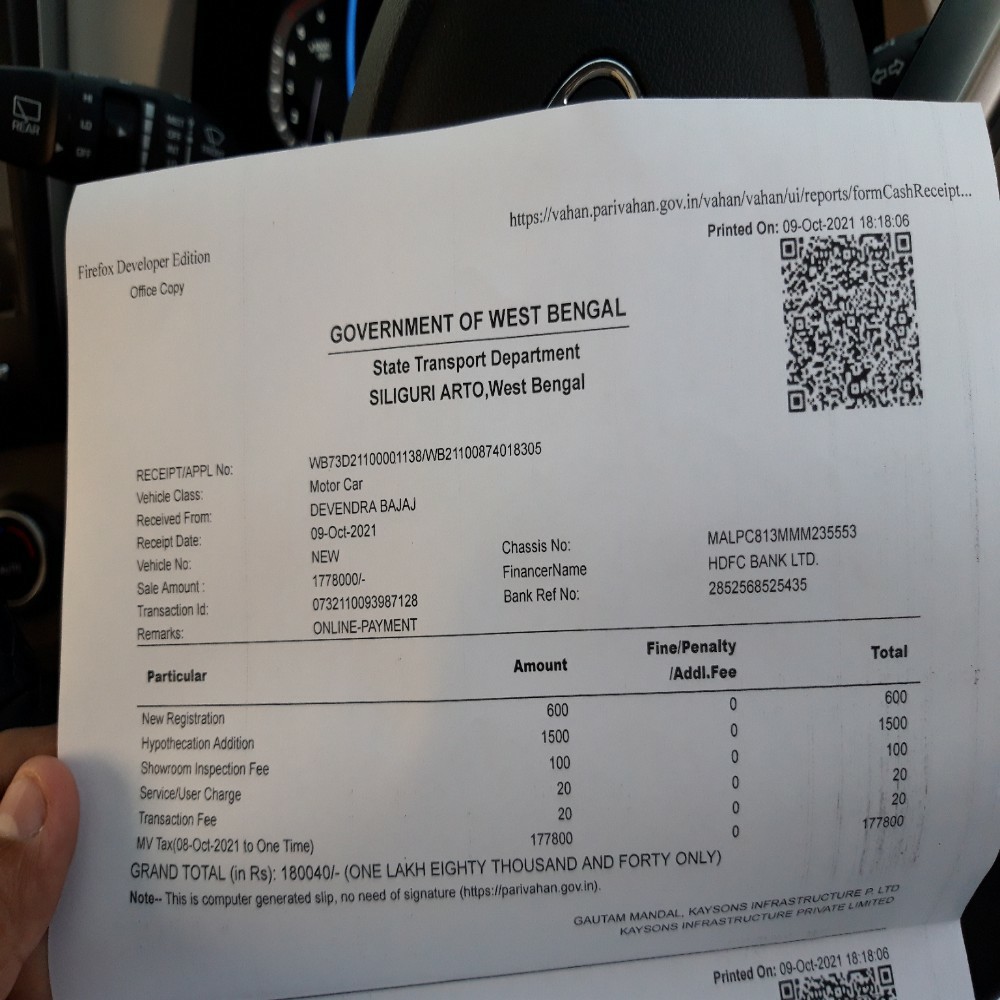 REAR
HI
LO
OFF
MIST
OFF
INT
LO
https://vahan.parivahan.gov.in/vahan/vahan/ui/reports/formCashReceipt...
Printed On: 09-Oct-2021 18:18:06
Firefox Developer Edition
Office Copy
GOVERNMENT OF WEST BENGAL
State Transport Department
SILIGURI ARTO,West Bengal
RECEIPT/APPL No: WB73D21100001138/WB21100874018305
Vehicle Class: Motor Car
Received From: DEVENDRA BAJAJ
Receipt Date: 09-Oct-2021
Vehicle No: NEW Chassis No: MALPC813MMM235553
Sale Amount : 1778000/- FinancerName HDFC BANK LTD.
Transaction Id: 0732110093987128 Bank Ref No: 2852568525435
Remarks: ONLINE-PAYMENT
Particular Amount Fine/Penalty /Addl.Fee Total
New Registration 600 0 600
Hypothecation Addition 1500 0 1500
Showroom Inspection Fee 100 0 100
Service/User Charge 20 0 20
Transaction Fee 20 0 20
MV Tax(08-Oct-2021 to One Time) 177800 0 177800
GRAND TOTAL (in Rs): 180040/- (ONE LAKH EIGHTY THOUSAND AND FORTY ONLY)
Note-- This is computer generated slip, no need of signature (https://parivahan.gov.in).
GAUTAM MANDAL, KAYSONS INFRASTRUCTURE P. LTD
KAYSONS INFRASTRUCTURE PRIVATE LIMITED
Printed On: 09-Oct-2021 18:18:06